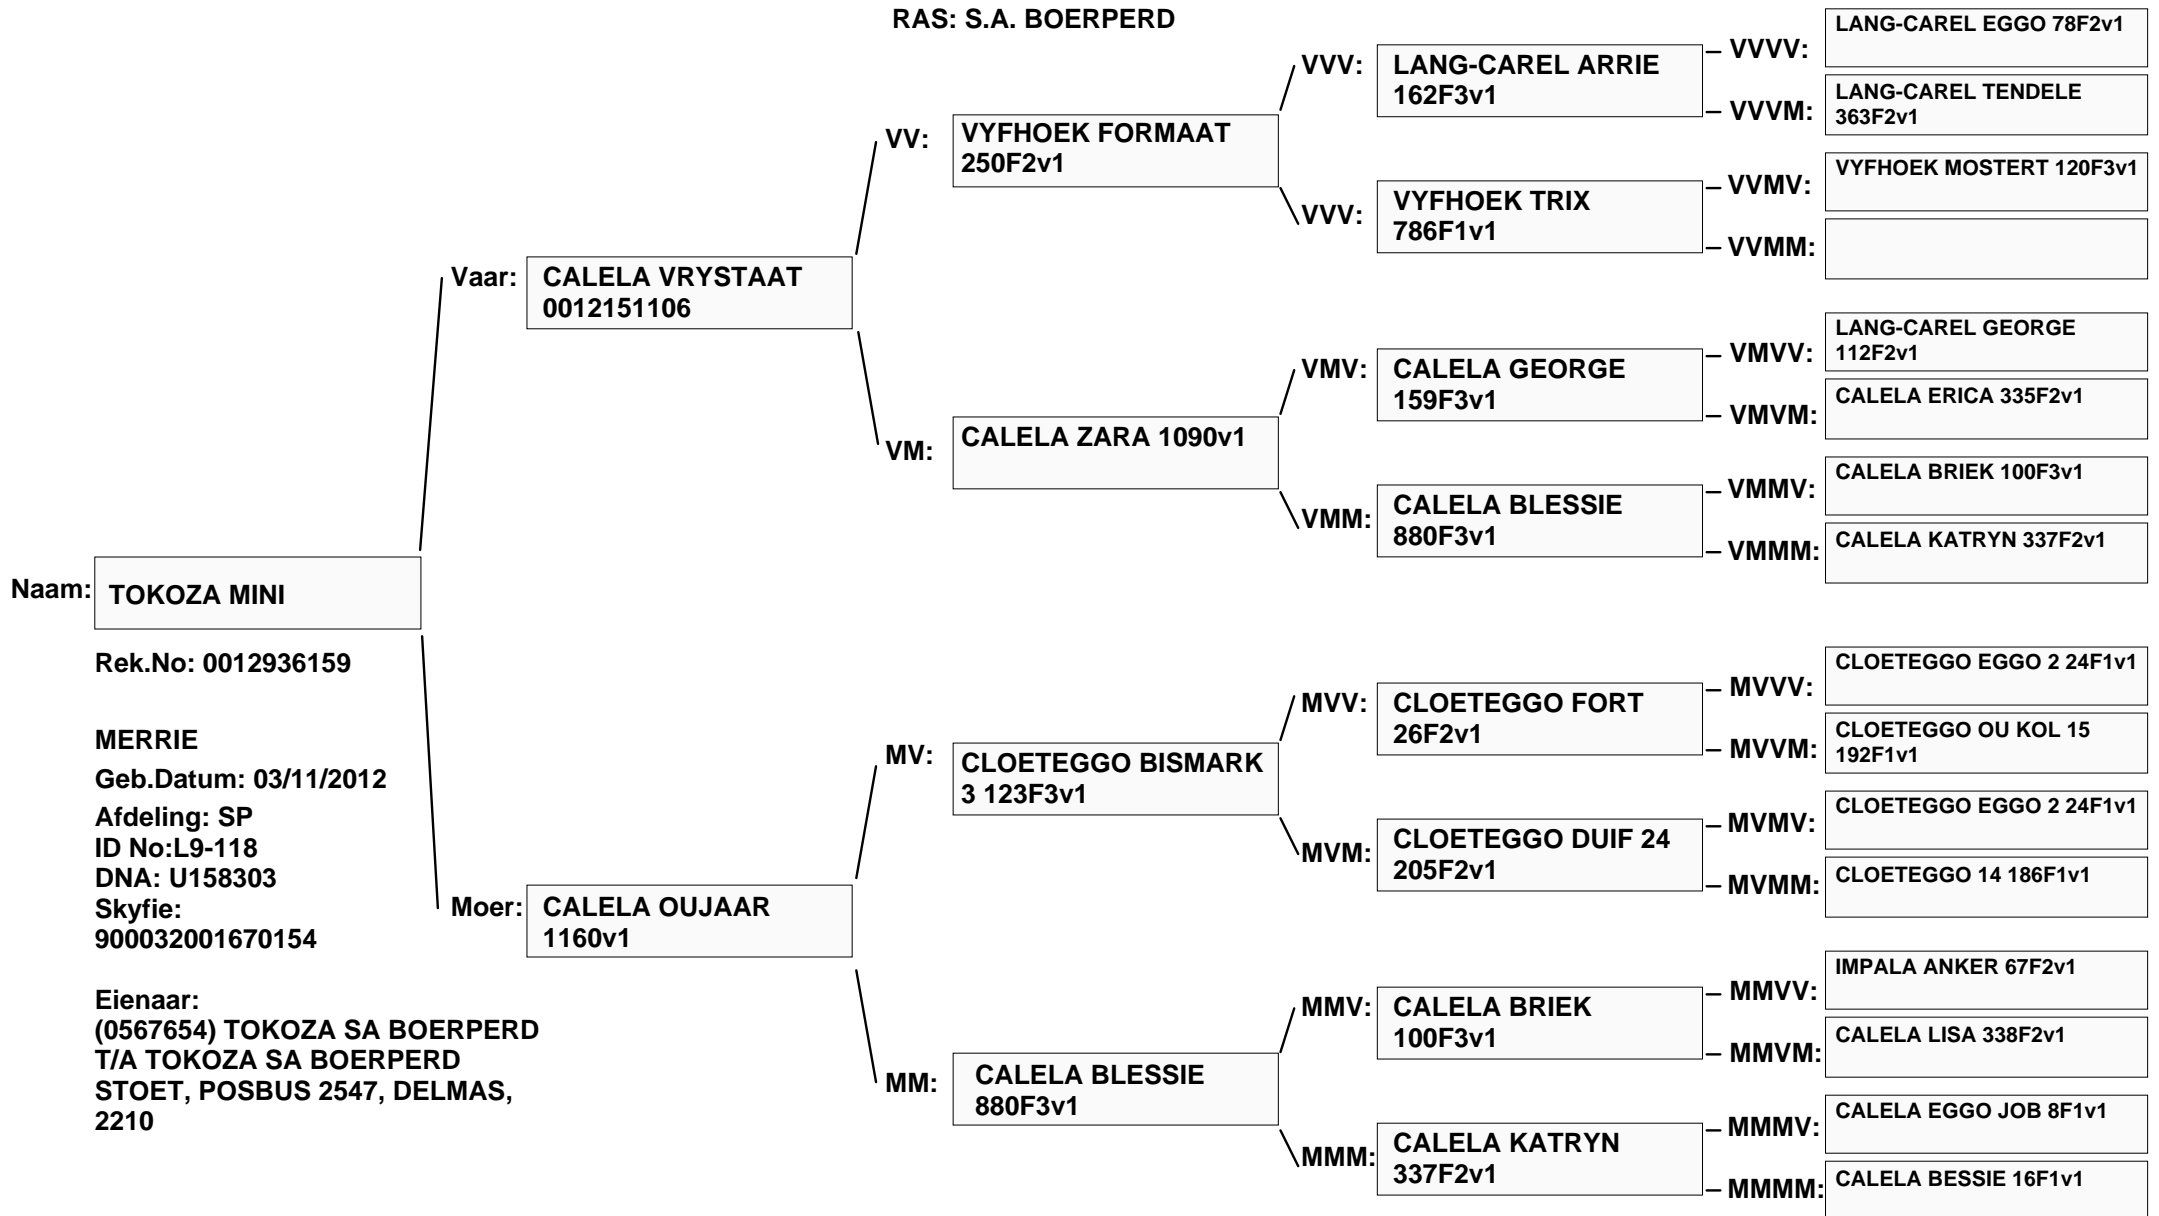 RAS: S.A. BOERPERD
Naam:
TOKOZA MINI
Rek.No: 0012936159
MERRIE
Geb.Datum: 03/11/2012
Afdeling: SP
ID No:L9-118
DNA: U158303
Skyfie:
900032001670154
Eienaar:
(0567654) TOKOZA SA BOERPERD
T/A TOKOZA SA BOERPERD
STOET, POSBUS 2547, DELMAS,
2210
Vaar:
CALELA VRYSTAAT
0012151106
Moer:
CALELA OUJAAR
1160v1
VV:
VYFHOEK FORMAAT
250F2v1
VM:
CALELA ZARA 1090v1
MV:
CLOETEGGO BISMARK
3 123F3v1
MM:
CALELA BLESSIE
880F3v1
VVV:
LANG-CAREL ARRIE
162F3v1
VVV:
VYFHOEK TRIX
786F1v1
VMV:
CALELA GEORGE
159F3v1
VMM:
CALELA BLESSIE
880F3v1
MVV:
CLOETEGGO FORT
26F2v1
MVM:
CLOETEGGO DUIF 24
205F2v1
MMV:
CALELA BRIEK
100F3v1
MMM:
CALELA KATRYN
337F2v1
VVVV:
LANG-CAREL EGGO 78F2v1
VVVM:
LANG-CAREL TENDELE
363F2v1
VVMV:
VYFHOEK MOSTERT 120F3v1
VVMM:
VMVV:
LANG-CAREL GEORGE
112F2v1
VMVM:
CALELA ERICA 335F2v1
VMMV:
CALELA BRIEK 100F3v1
VMMM:
CALELA KATRYN 337F2v1
MVVV:
CLOETEGGO EGGO 2 24F1v1
MVVM:
CLOETEGGO OU KOL 15
192F1v1
MVMV:
CLOETEGGO EGGO 2 24F1v1
MVMM:
CLOETEGGO 14 186F1v1
MMVV:
IMPALA ANKER 67F2v1
MMVM:
CALELA LISA 338F2v1
MMMV:
CALELA EGGO JOB 8F1v1
MMMM:
CALELA BESSIE 16F1v1